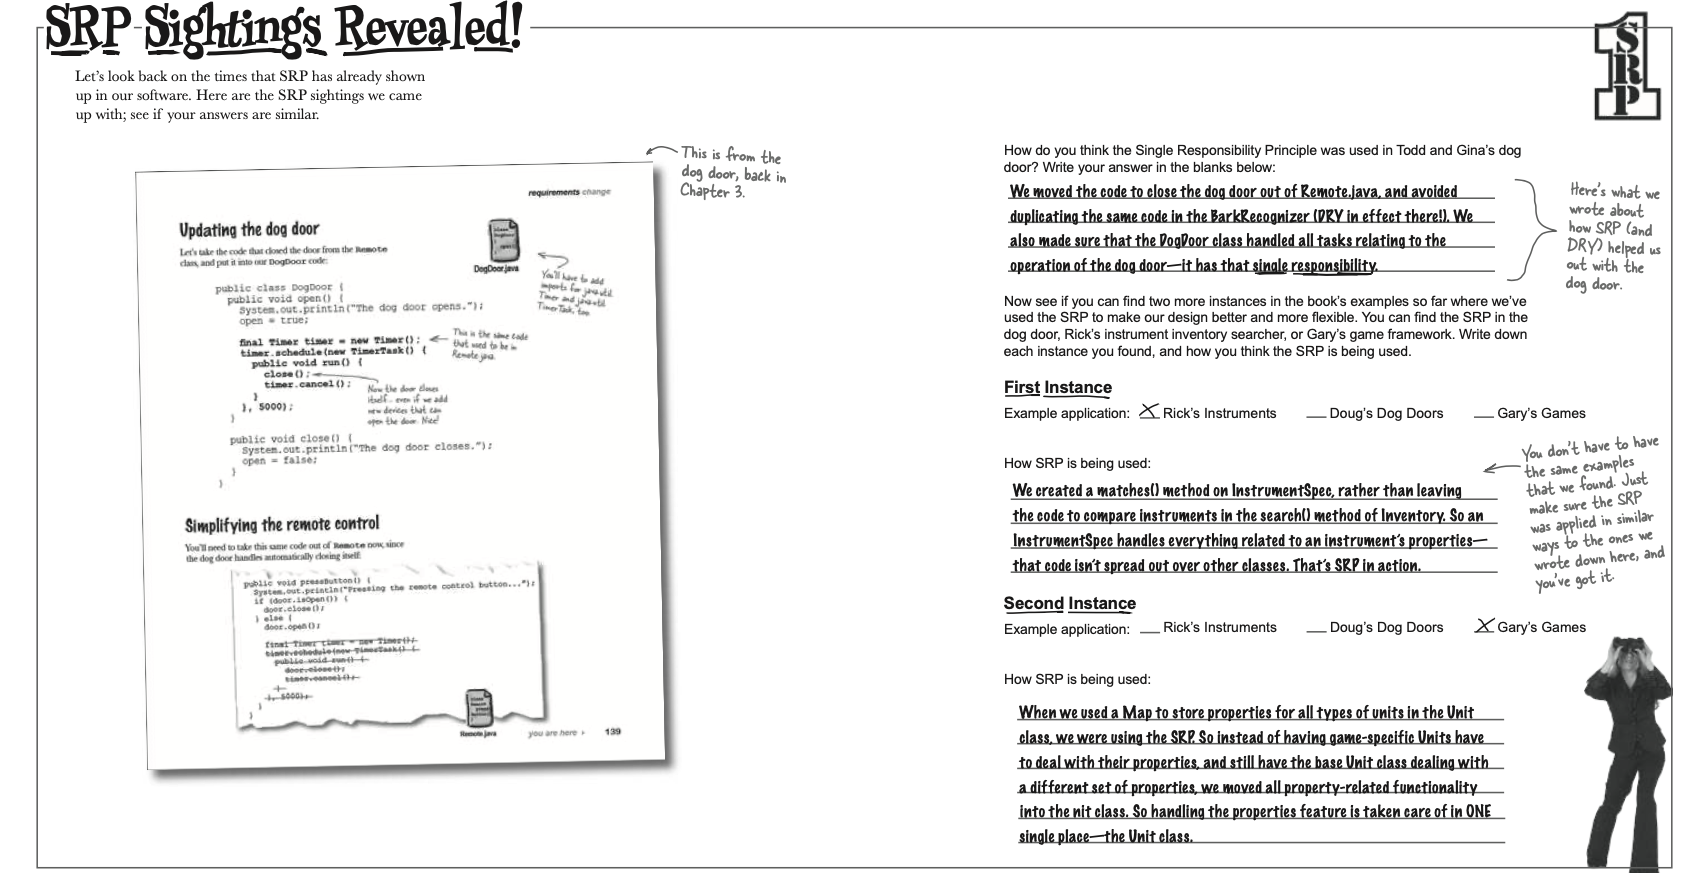 SRP Sightings Revealed!
Let's look back on the times that SRP has already shown
up in our software. Here are the SRP sightings we came
up with; see if your answers are similar.
This is from the
dog door, back in
Chapter 3.
requirements change
Updating the dog door
Let's take the code that closed the door from the Remote
class, and put it into our DogDoor code:
DogDoor.java
You'll have to add
imports for java.util.
Timer and java.util.
TimerTask, too.
public class DogDoor {
public void open() {
System.out.println("The dog door opens.");
open = true;
final Timer timer = new Timer();
timer.schedule(new TimerTask() {
public void run() {
close();
timer.cancel();
}
}, 5000);
}
This is the same code
that used to be in
Remote.java.
Now the door closes
itself... even if we add
new devices that can
open the door. Nice!
public void close() {
System.out.println("The dog door closes.");
open = false;
}
}
Simplifying the remote control
You'll need to take this same code out of Remote now, since
the dog door handles automatically closing itself:
public void pressButton() {
System.out.println("Pressing the remote control button...");
if (door.isOpen()) {
door.close();
} else {
door.open();
final Timer timer = new Timer();
timer.schedule(new TimerTask() {
public void run() {
door.close();
timer.cancel();
}
}, 5000);
}
}
Remote.java
you are here
139
1
SRP
How do you think the Single Responsibility Principle was used in Todd and Gina's dog
door? Write your answer in the blanks below:
We moved the code to close the dog door out of Remote.java, and avoided
duplicating the same code in the BarkRecognizer (DRY in effect there!). We
also made sure that the DogDoor class handled all tasks relating to the
operation of the dog door—it has that single responsibility.
Here's what we
wrote about
how SRP (and
DRY) helped us
out with the
dog door.
Now see if you can find two more instances in the book's examples so far where we've
used the SRP to make our design better and more flexible. You can find the SRP in the
dog door, Rick's instrument inventory searcher, or Gary's game framework. Write down
each instance you found, and how you think the SRP is being used.
First Instance
Example application: X Rick's Instruments __ Doug's Dog Doors __ Gary's Games
How SRP is being used:
We created a matches() method on InstrumentSpec, rather than leaving
the code to compare instruments in the search() method of Inventory. So an
InstrumentSpec handles everything related to an instrument's properties—
that code isn't spread out over other classes. That's SRP in action.
You don't have to have
the same examples
that we found. Just
make sure the SRP
was applied in similar
ways to the ones we
wrote down here, and
you've got it.
Second Instance
Example application: __ Rick's Instruments __ Doug's Dog Doors X Gary's Games
How SRP is being used:
When we used a Map to store properties for all types of units in the Unit
class, we were using the SRP. So instead of having game-specific Units have
to deal with their properties, and still have the base Unit class dealing with
a different set of properties, we moved all property-related functionality
into the nit class. So handling the properties feature is taken care of in ONE
single place—the Unit class.